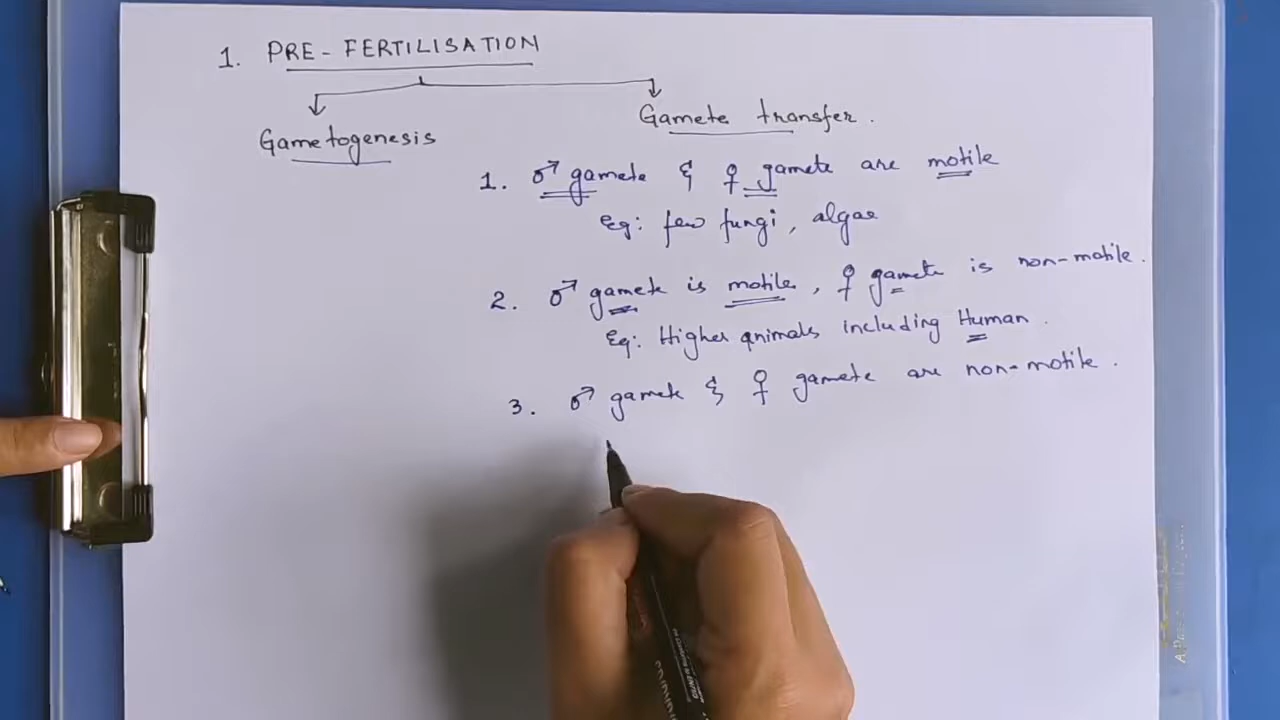 1. PRE-FERTILISATION
Gametogenesis
Gamete transfer.
1. ♂ gamete & ♀ gamete are motile
Eg: few fungi, algae
2. ♂ gamete is motile, ♀ gamete is non-motile.
Eg: Higher animals including Human.
3. ♂ gamete & ♀ gamete are non-motile.